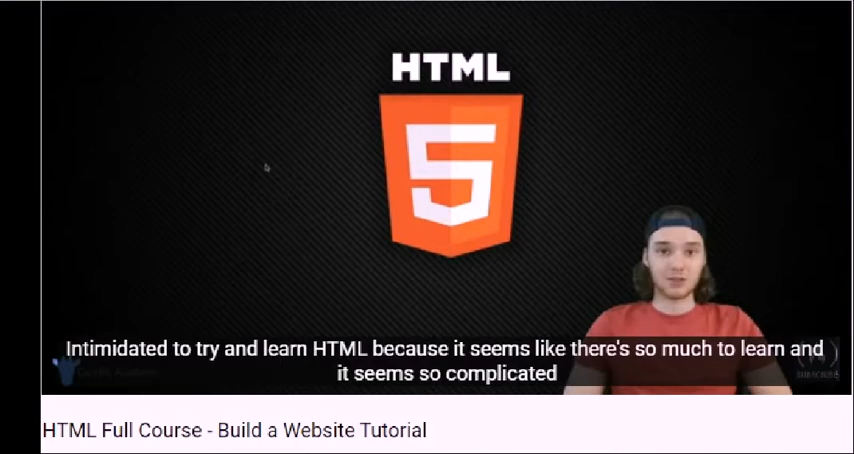 HTML
5
Intimidated to try and learn HTML because it seems like there's so much to learn and
it seems so complicated
SUBSCRIBE
HTML Full Course - Build a Website Tutorial